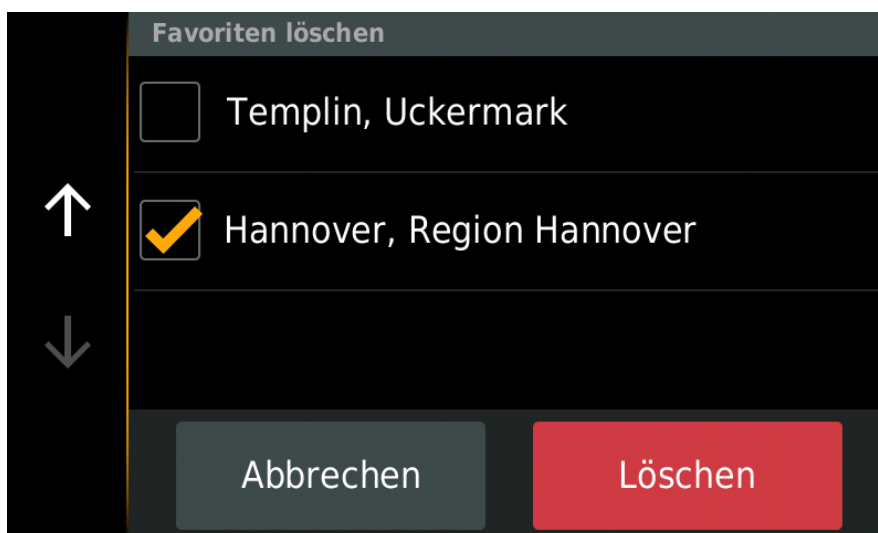 Favoriten löschen
Templin, Uckermark
Hannover, Region Hannover
Abbrechen
Löschen